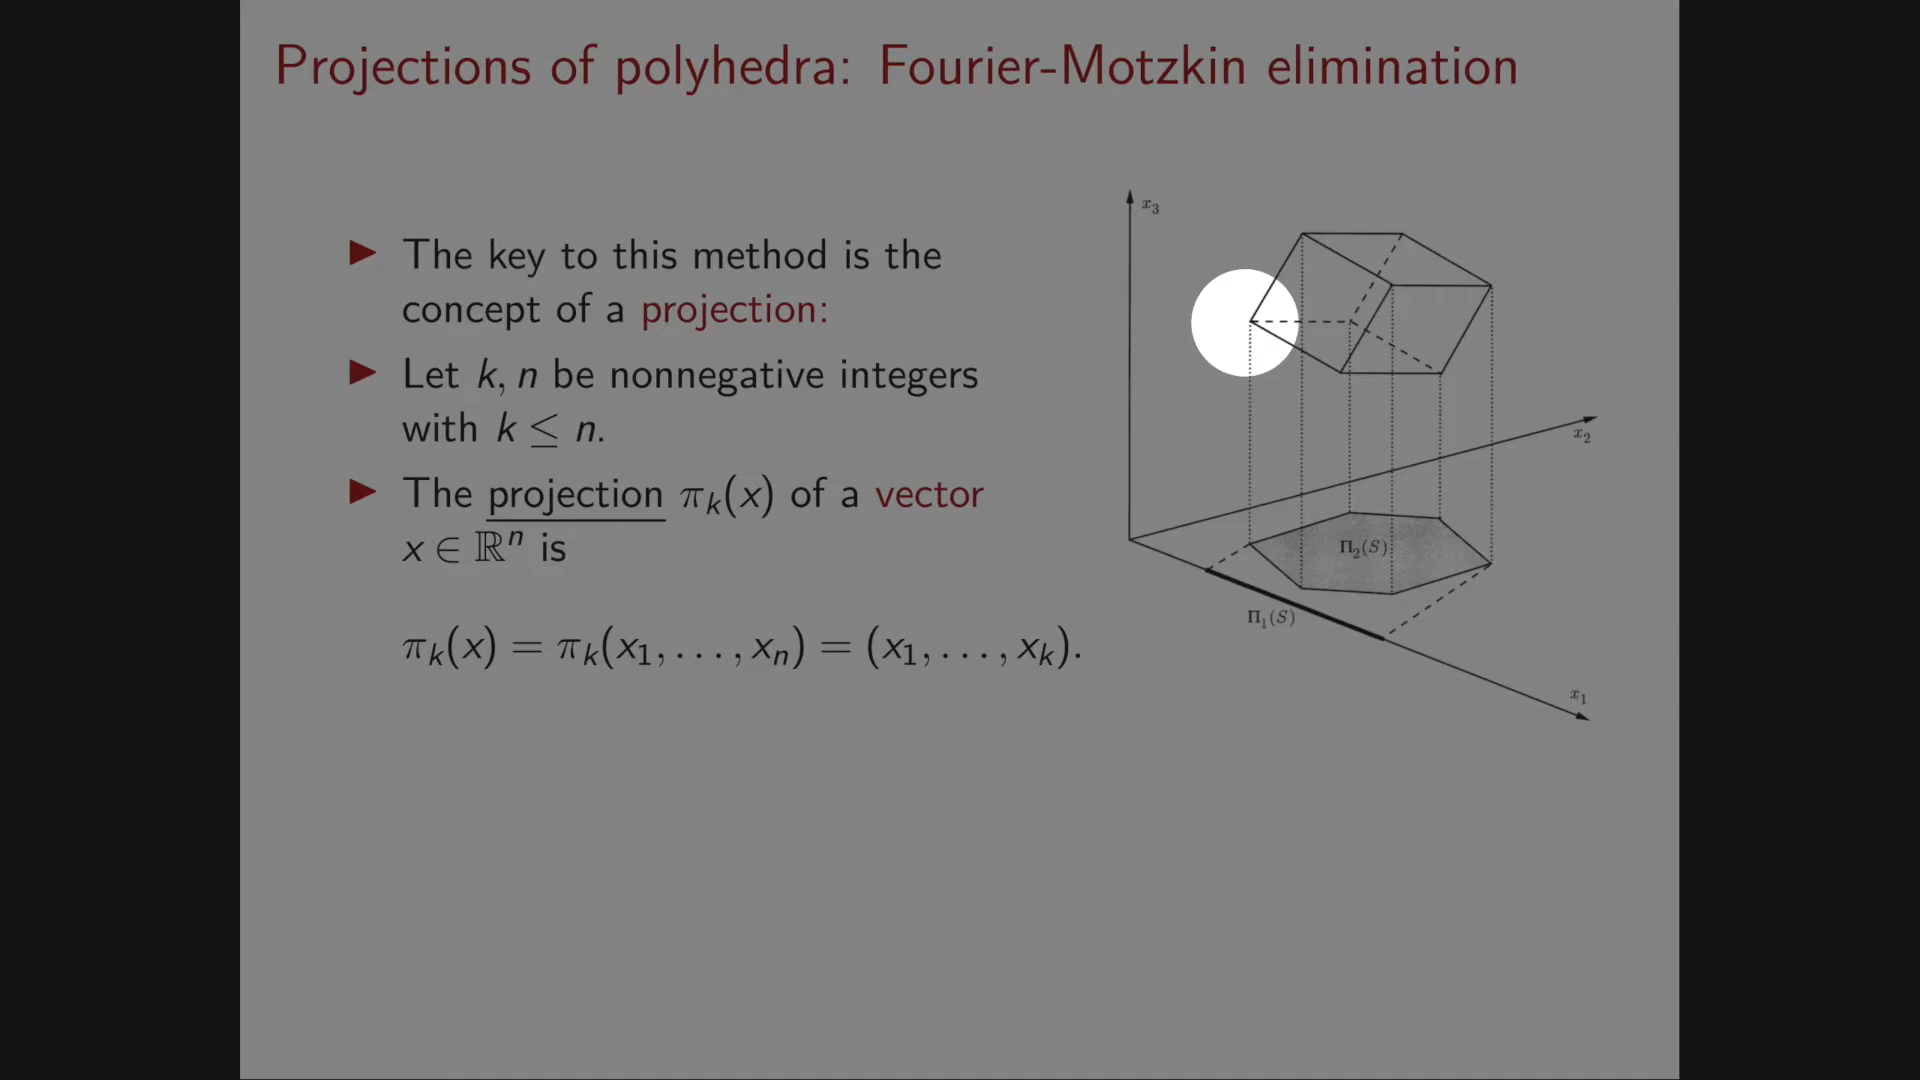 Projections of polyhedra: Fourier-Motzkin elimination
▶ The key to this method is the
concept of a projection:
▶ Let k, n be nonnegative integers
with k ≤ n.
▶ The projection πₖ(x) of a vector
x ∈ ℝⁿ is
πₖ(x) = πₖ(x₁, . . . , xₙ) = (x₁, . . . , xₖ).
x₃
x₂
Π₂(S)
Π₁(S)
x₁